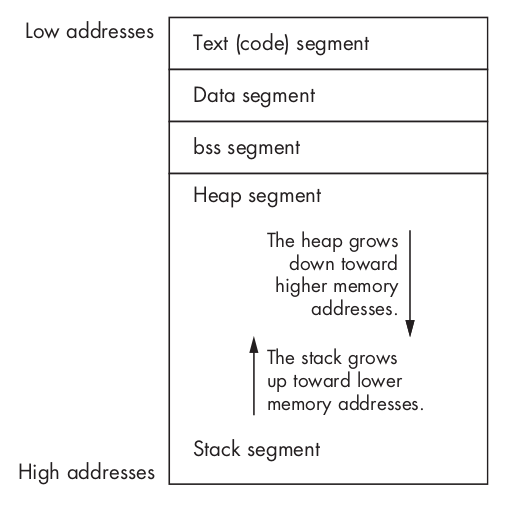 Low addresses
Text (code) segment
Data segment
bss segment
Heap segment
The heap grows
down toward
higher memory
addresses.
The stack grows
up toward lower
memory addresses.
Stack segment
High addresses